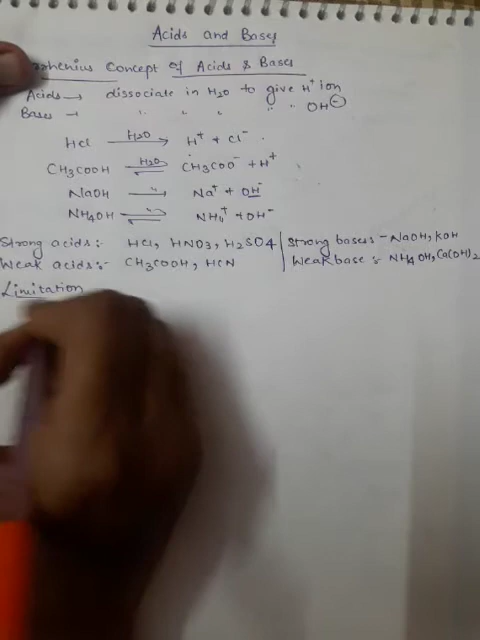 Acids and Bases
rrhenius Concept of Acids & Bases
Acids → dissociate in H2O to give H+ ion
Bases → " " " " " OH⊖
HCl —H2O→ H+ + Cl-
CH3COOH ⇌H2O CH3COO- + H+
NaOH —"→ Na+ + OH-
NH4OH ⇌" NH4+ + OH-
Strong acids:- HCl, HNO3, H2SO4 | Strong bases:- NaOH, KOH
Weak acids:- CH3COOH, HCN | Weak base:- NH4OH, Ca(OH)2
Limitation